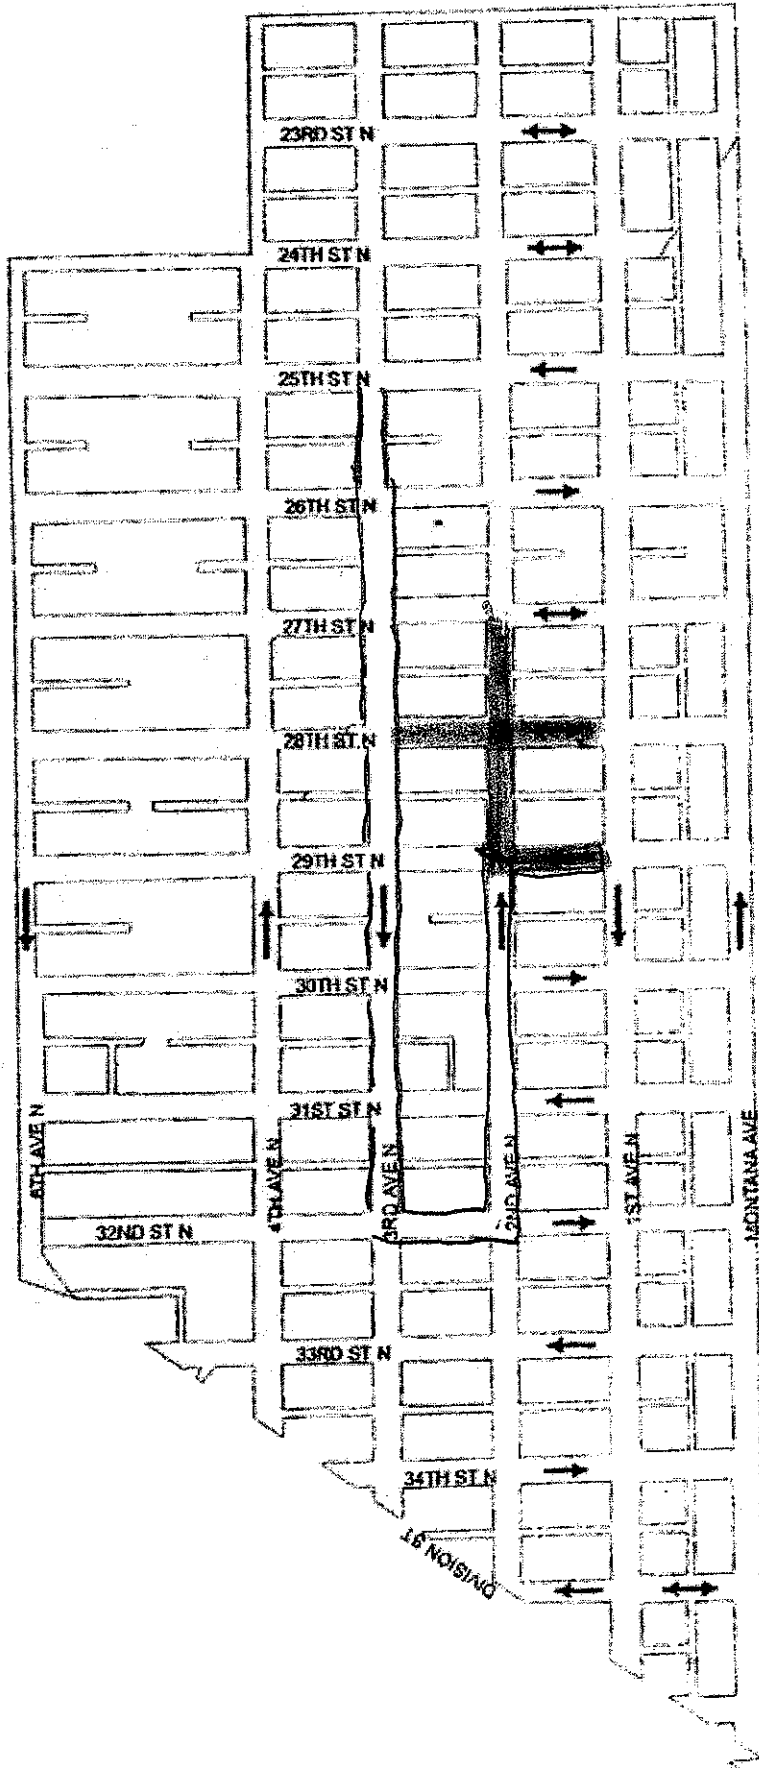 23RD ST N
24TH ST N
25TH ST N
26TH ST N
27TH ST N
28TH ST N
29TH ST N
30TH ST N
31ST ST N
6TH AVE N
4TH AVE N
3RD AVE N
2ND AVE N
1ST AVE N
MONTANA AVE
32ND ST N
33RD ST N
34TH ST N
DIVISION ST